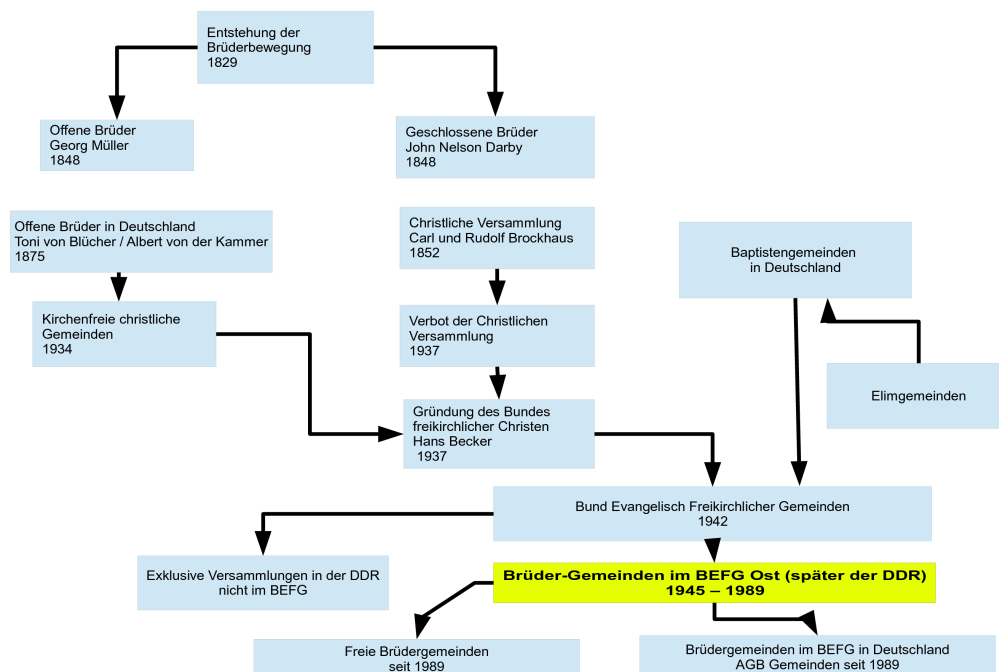 Entstehung der
Brüderbewegung
1829
Offene Brüder
Georg Müller
1848
Geschlossene Brüder
John Nelson Darby
1848
Offene Brüder in Deutschland
Toni von Blücher / Albert von der Kammer
1875
Christliche Versammlung
Carl und Rudolf Brockhaus
1852
Baptistengemeinden
in Deutschland
Kirchenfreie christliche
Gemeinden
1934
Verbot der Christlichen
Versammlung
1937
Elimgemeinden
Gründung des Bundes
freikirchlicher Christen
Hans Becker
1937
Bund Evangelisch Freikirchlicher Gemeinden
1942
Exklusive Versammlungen in der DDR
nicht im BEFG
Brüder-Gemeinden im BEFG Ost (später der DDR)
1945 – 1989
Freie Brüdergemeinden
seit 1989
Brüdergemeinden im BEFG in Deutschland
AGB Gemeinden seit 1989